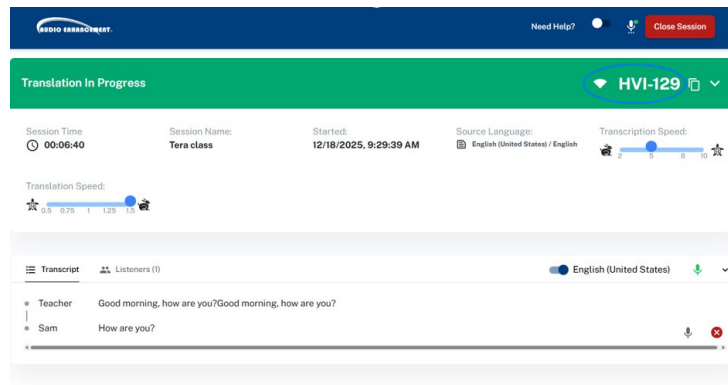 AUDIO ENHANCEMENT.
Need Help?
Close Session
Translation In Progress
HVI-129
Session Time
00:06:40
Session Name:
Tera class
Started:
12/18/2025, 9:29:39 AM
Source Language:
English (United States) / English
Transcription Speed:
2 5 8 10
Translation Speed:
0.5 0.75 1 1.25 1.5
Transcript
Listeners (1)
English (United States)
Teacher Good morning, how are you?Good morning, how are you?
Sam How are you?